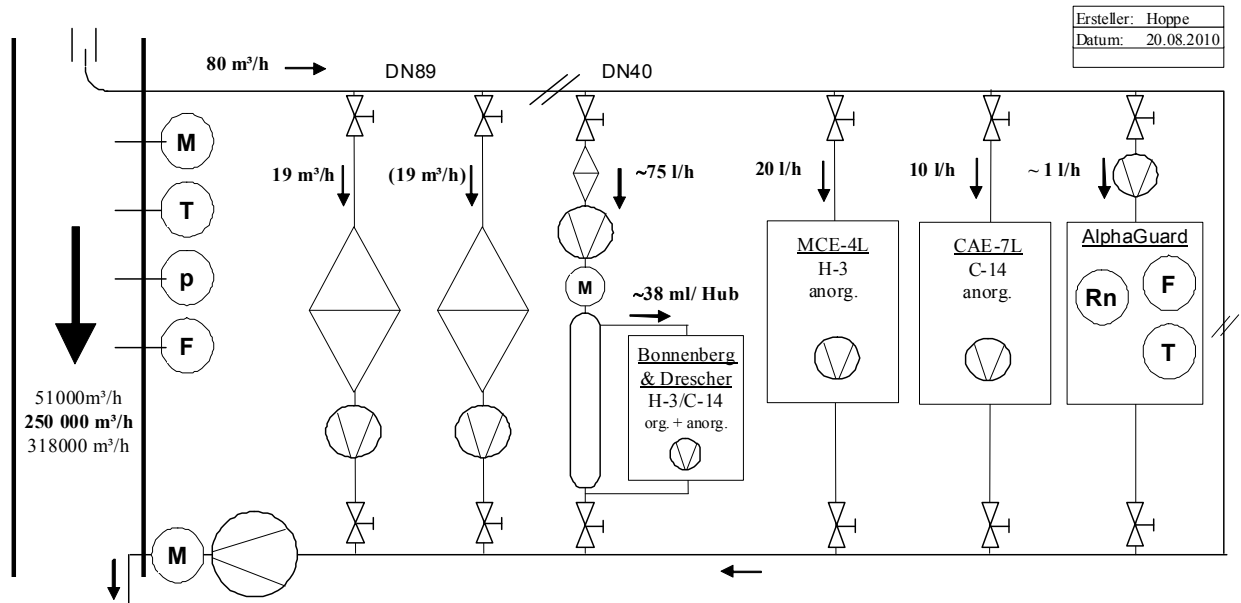 Ersteller: Hoppe
Datum: 20.08.2010
80 m³/h
DN89
DN40
M
T
p
F
51000m³/h
250 000 m³/h
318000 m³/h
19 m³/h
(19 m³/h)
~75 l/h
20 l/h
10 l/h
~ 1 l/h
M
~38 ml/ Hub
Bonnenberg
& Drescher
H-3/C-14
org. + anorg.
MCE-4L
H-3
anorg.
CAE-7L
C-14
anorg.
AlphaGuard
Rn
F
T
M